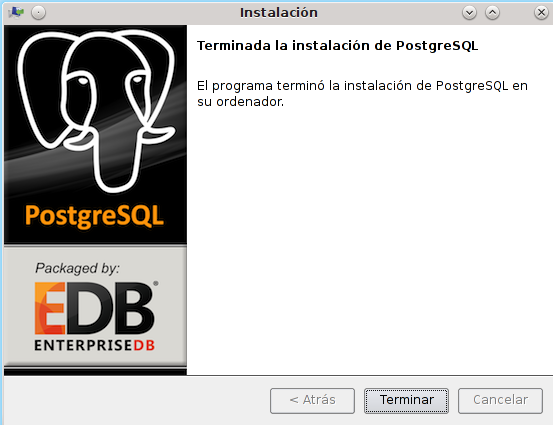 Instalación
Terminada la instalación de PostgreSQL
El programa terminó la instalación de PostgreSQL en
su ordenador.
PostgreSQL
Packaged by:
EDB®
ENTERPRISEDB
< Atrás
Terminar
Cancelar